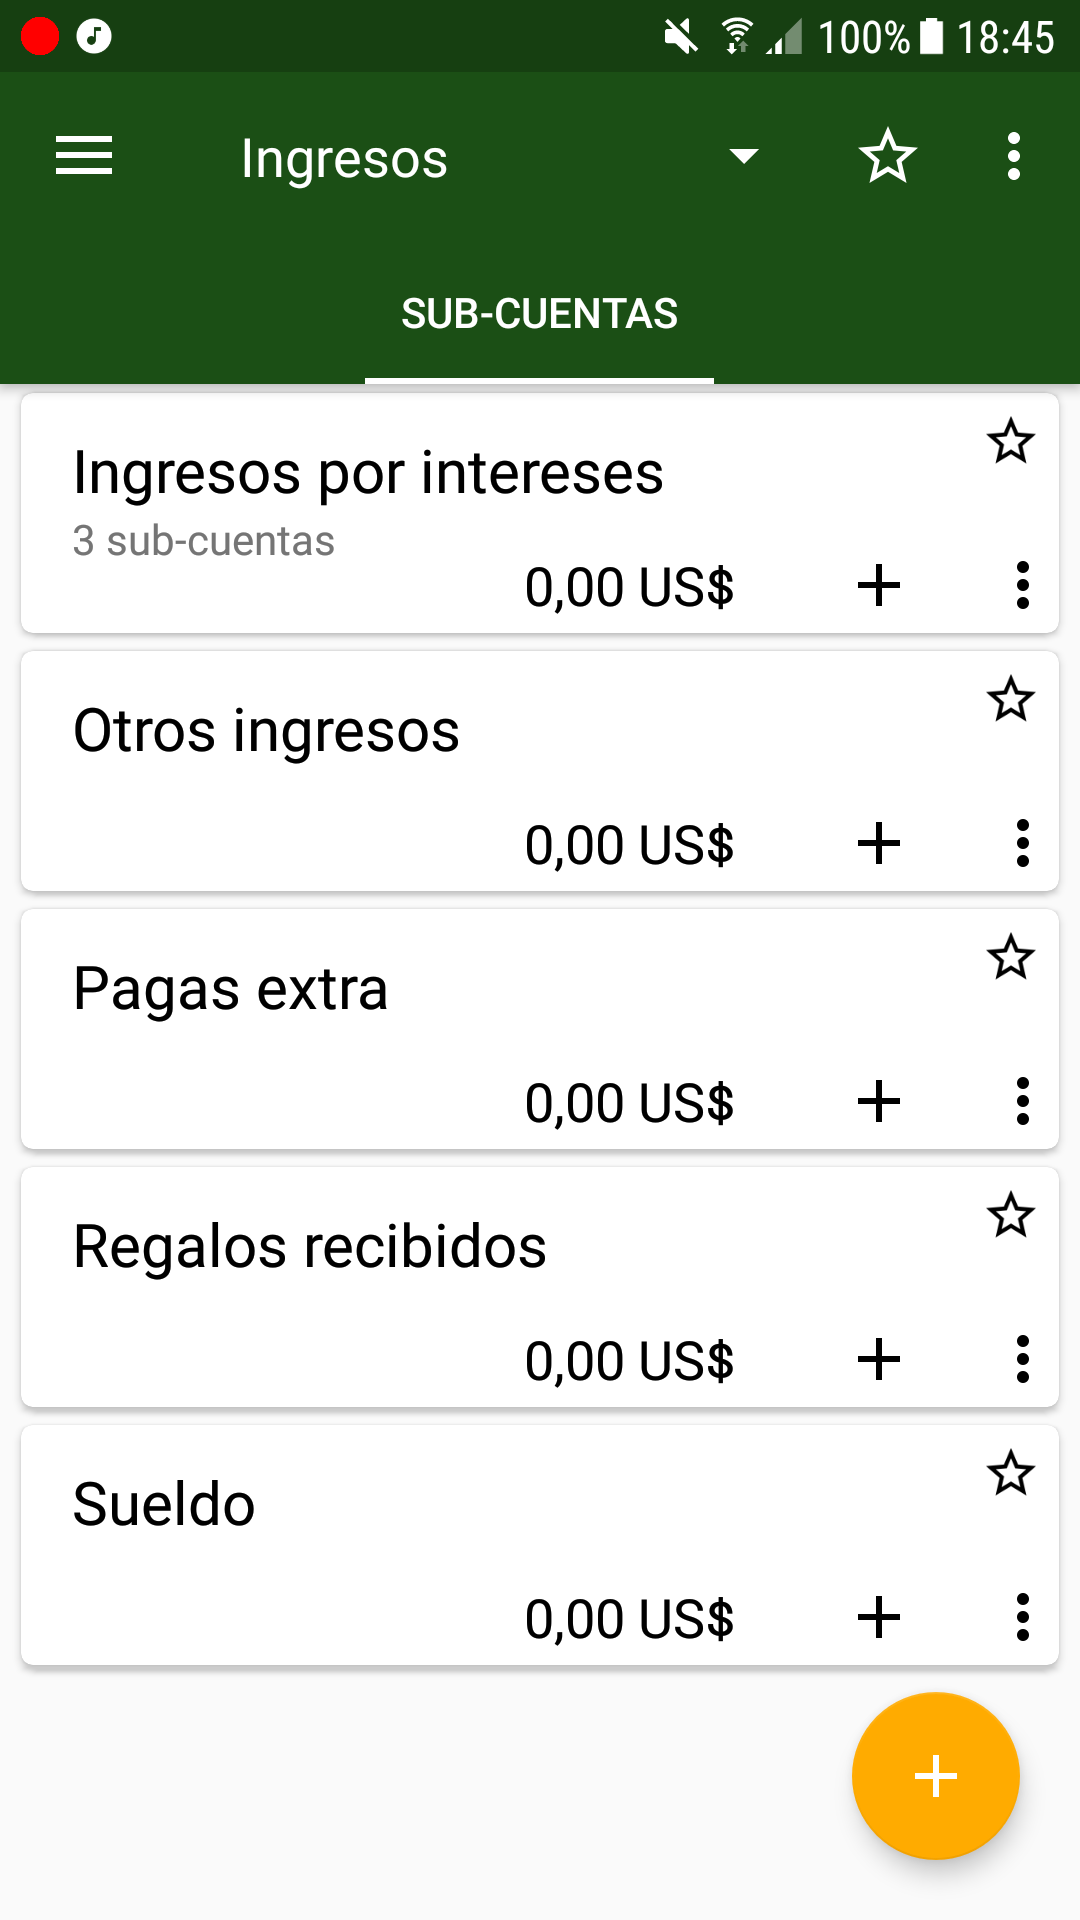 100% 18:45
Ingresos
SUB-CUENTAS
Ingresos por intereses
3 sub-cuentas
0,00 US$
Otros ingresos
0,00 US$
Pagas extra
0,00 US$
Regalos recibidos
0,00 US$
Sueldo
0,00 US$